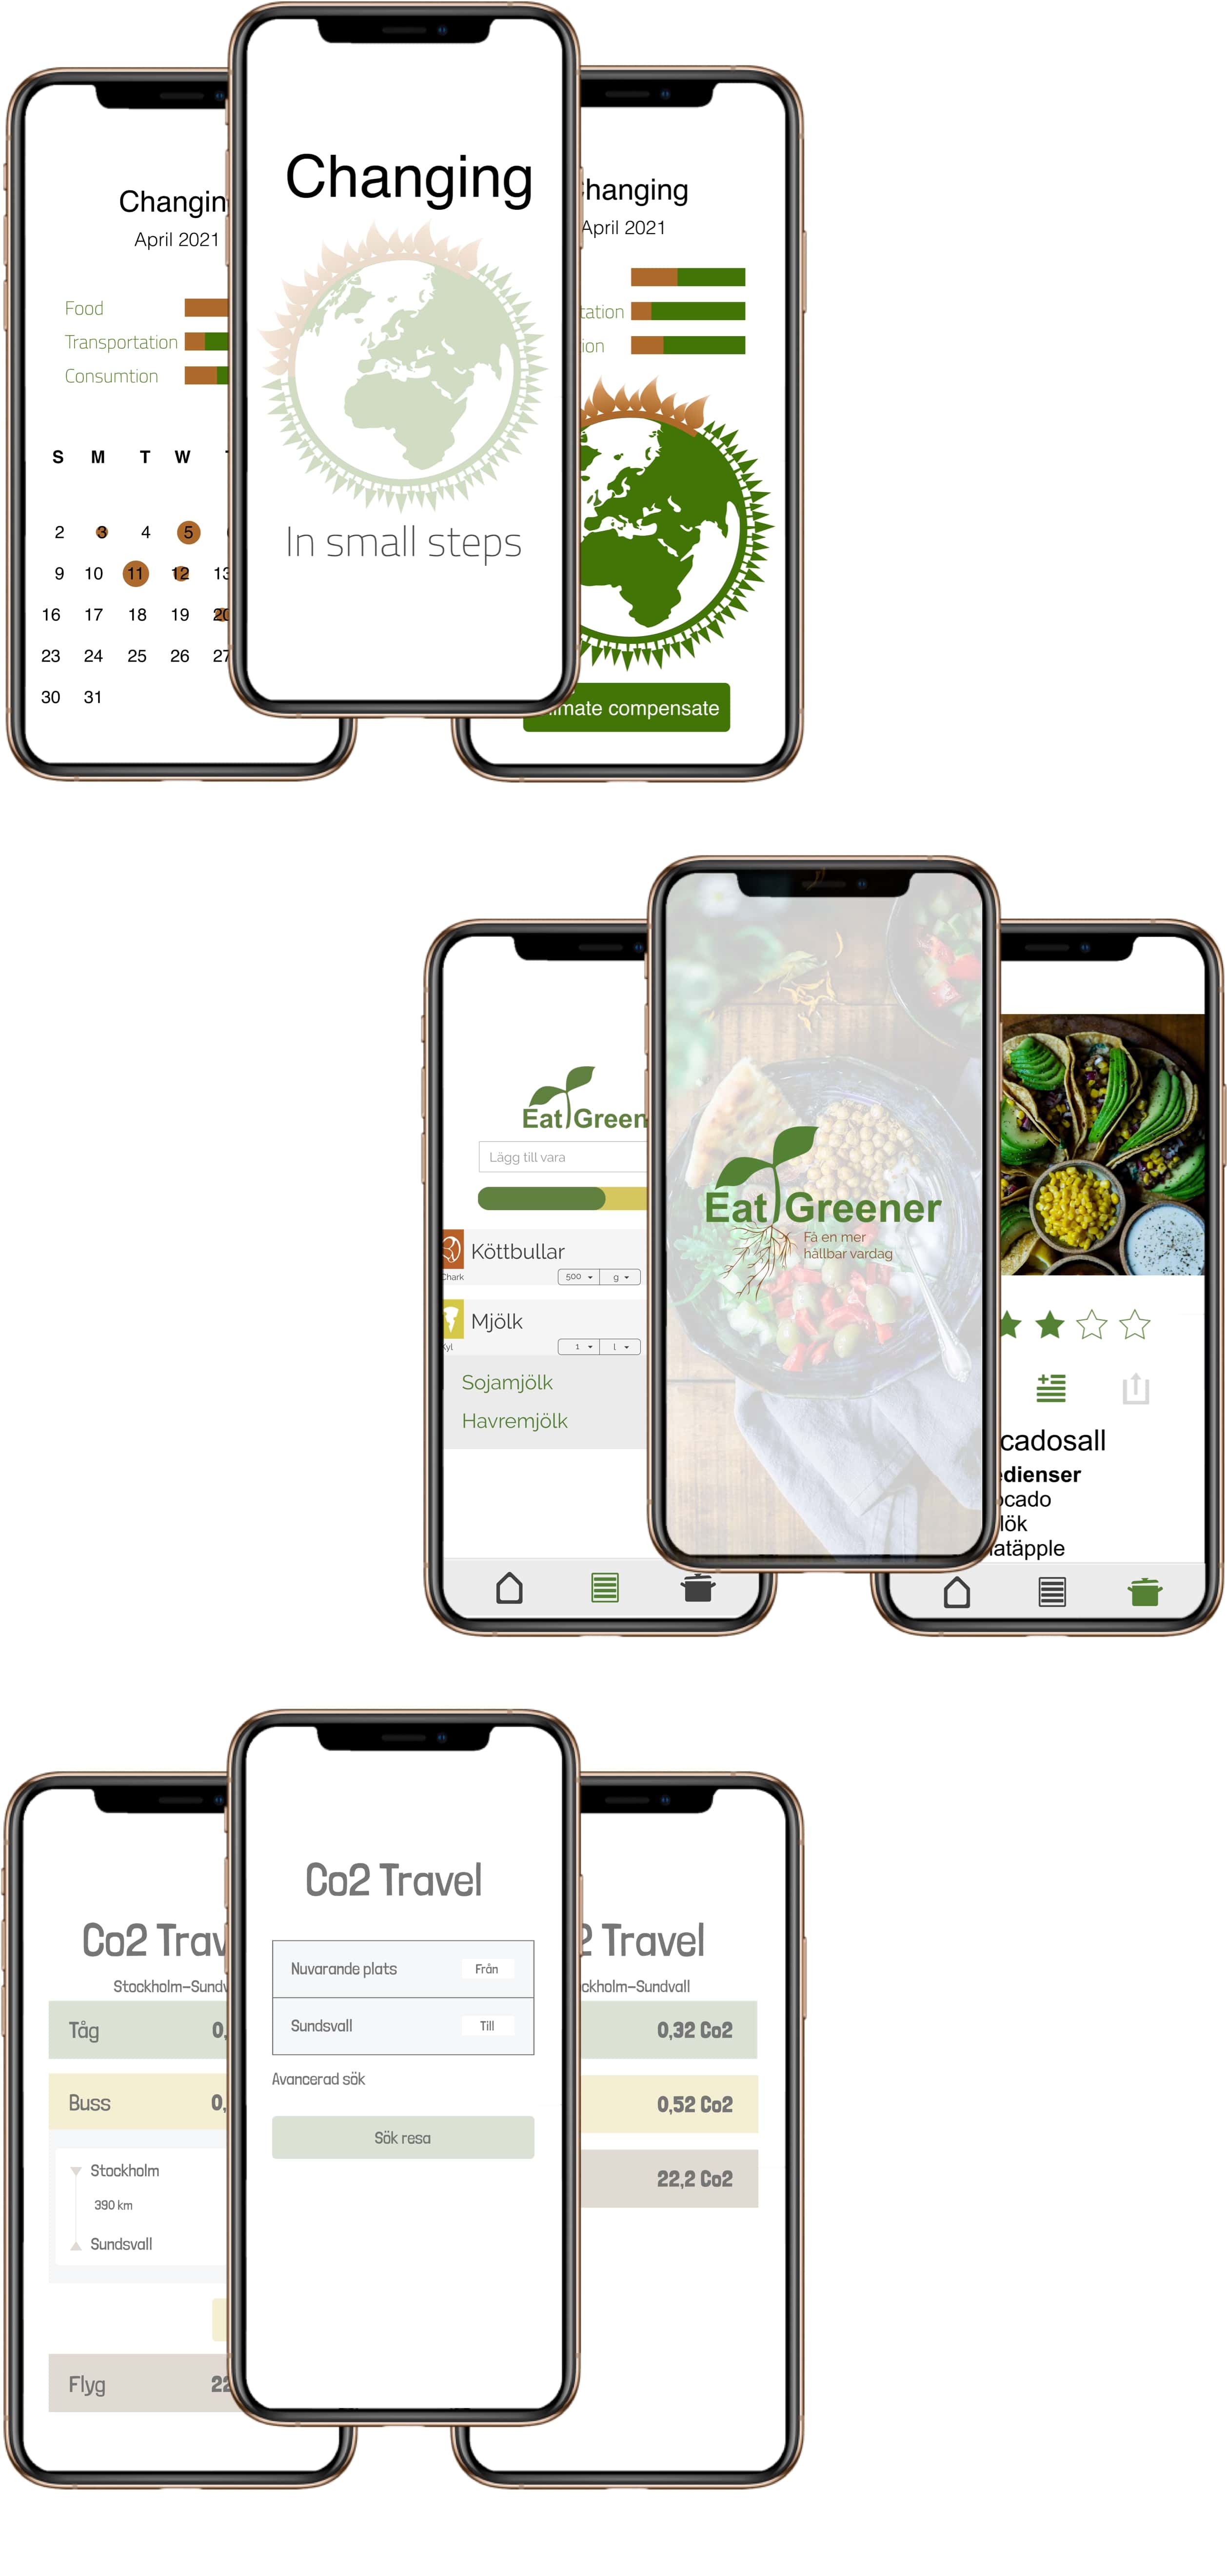 Changing
In small steps
Changin
April 2021
Food
Transportation
Consumtion
S M T W
2 3 4 5
9 10 11 12 13
16 17 18 19 20
23 24 25 26 27
30 31
Changing
April 2021
tation
ion
mate compensate
Eat Green
Lägg till vara
Köttbullar
Chark
500 g
Mjölk
Kyl
1 l
Sojamjölk
Havremjölk
Eat Greener
Få en mer
hållbar vardag
cadosall
edienser
ocado
lök
atäpple
Co2 Trav
Stockholm-Sundv
Tåg 0,
Buss 0,
Stockholm
390 km
Sundsvall
Flyg 22
Co2 Travel
Nuvarande plats Från
Sundsvall Till
Avancerad sök
Sök resa
2 Travel
ckholm-Sundvall
0,32 Co2
0,52 Co2
22,2 Co2